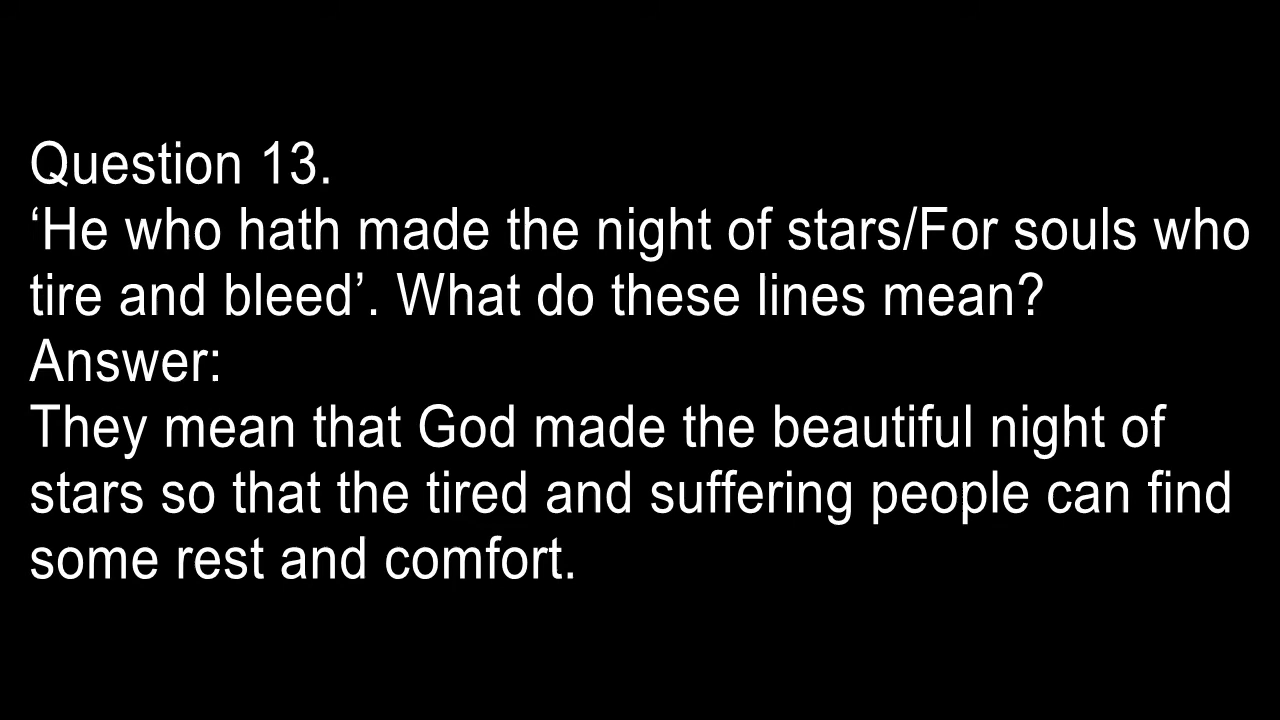 Question 13.
‘He who hath made the night of stars/For souls who
tire and bleed’. What do these lines mean?
Answer:
They mean that God made the beautiful night of
stars so that the tired and suffering people can find
some rest and comfort.